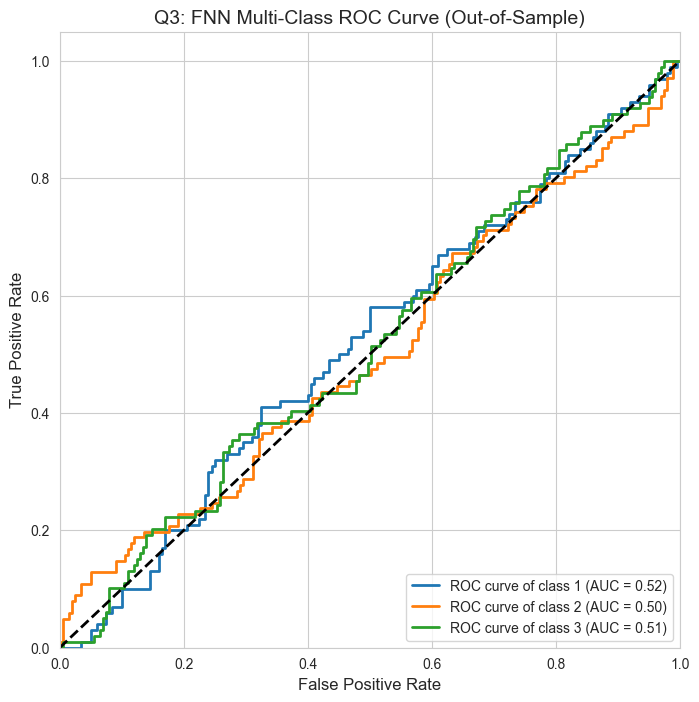 Q3: FNN Multi-Class ROC Curve (Out-of-Sample)
True Positive Rate
1.0
0.8
0.6
0.4
0.2
0.0
ROC curve of class 1 (AUC = 0.52)
ROC curve of class 2 (AUC = 0.50)
ROC curve of class 3 (AUC = 0.51)
0.0 0.2 0.4 0.6 0.8 1.0
False Positive Rate